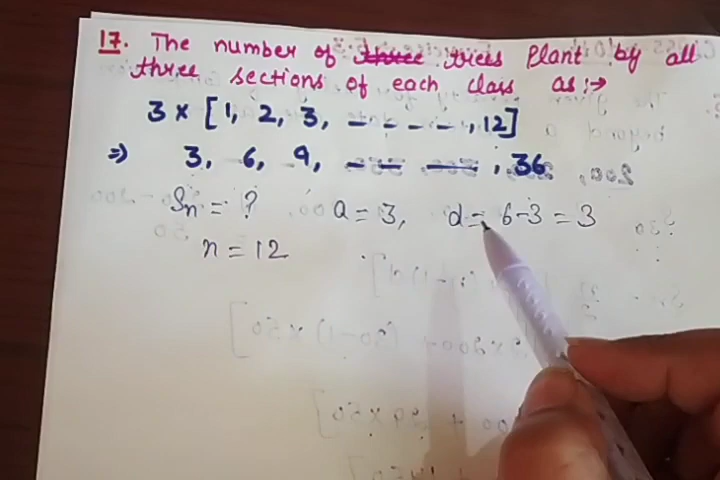 17. The number of three trees Plant by all
three sections of each class as :→
3 × [1, 2, 3, – – – – , 12]
⇒ 3, 6, 9, – – – , 36
Sn = ? a = 3, d = 6-3 = 3
n = 12